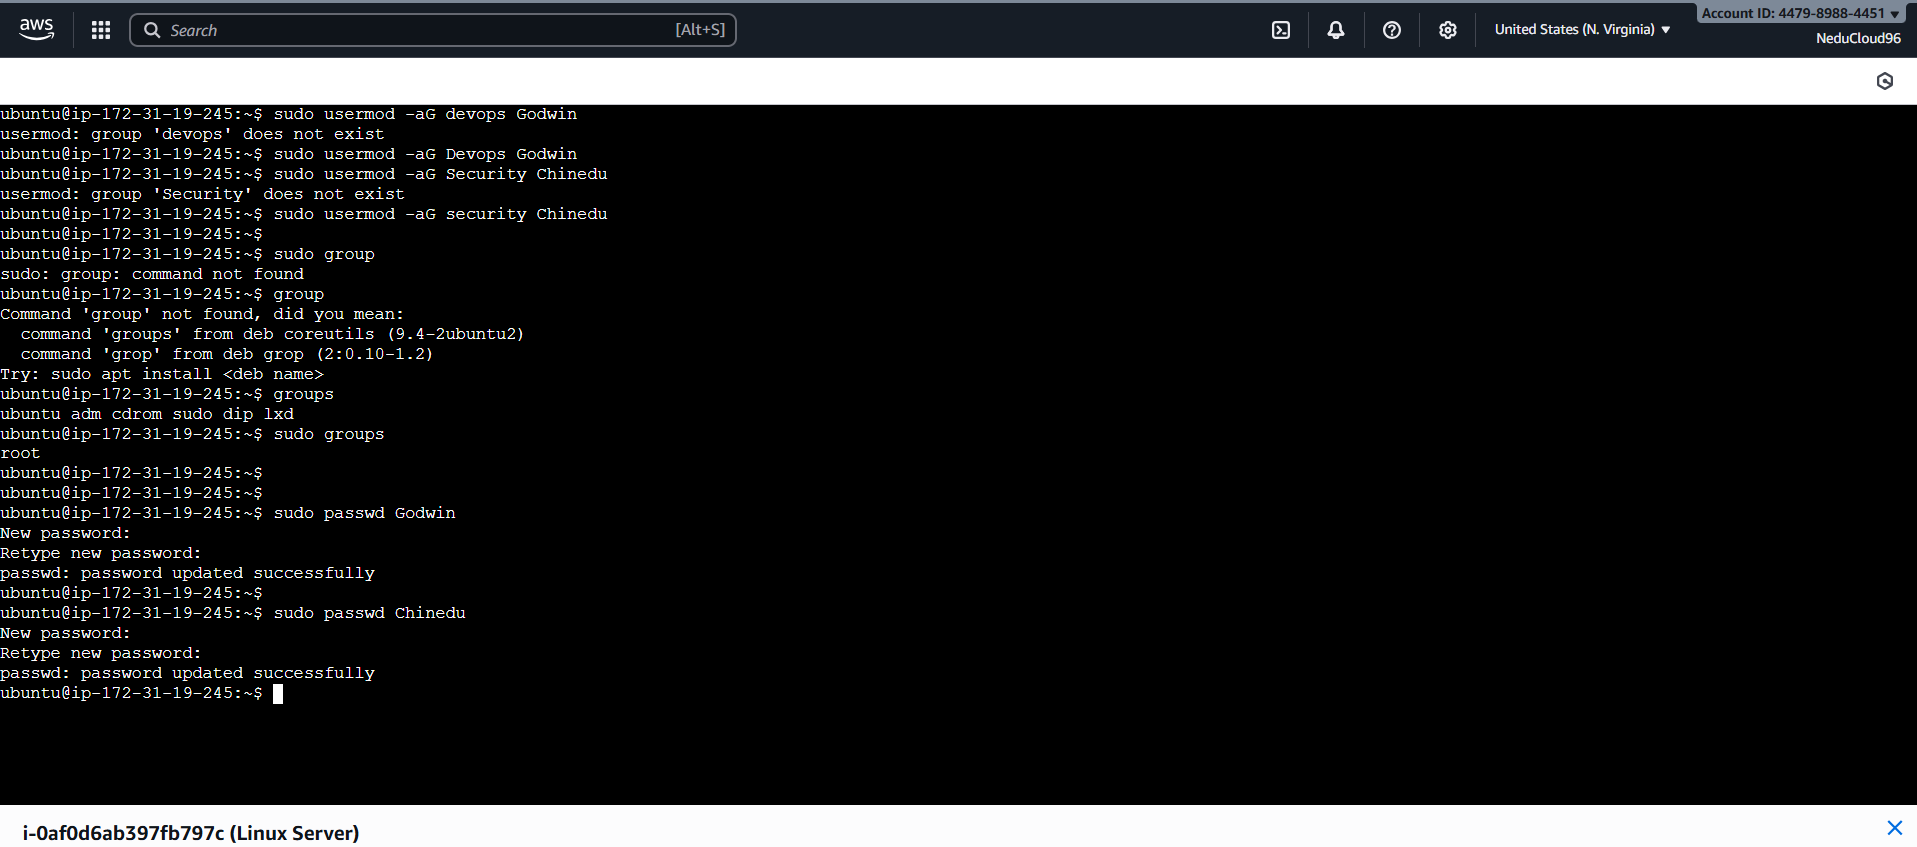 aws
Search [Alt+S]
United States (N. Virginia) ▼
Account ID: 4479-8988-4451 ▼
NeduCloud96
ubuntu@ip-172-31-19-245:~$ sudo usermod -aG devops Godwin
usermod: group 'devops' does not exist
ubuntu@ip-172-31-19-245:~$ sudo usermod -aG Devops Godwin
ubuntu@ip-172-31-19-245:~$ sudo usermod -aG Security Chinedu
usermod: group 'Security' does not exist
ubuntu@ip-172-31-19-245:~$ sudo usermod -aG security Chinedu
ubuntu@ip-172-31-19-245:~$
ubuntu@ip-172-31-19-245:~$ sudo group
sudo: group: command not found
ubuntu@ip-172-31-19-245:~$ group
Command 'group' not found, did you mean:
  command 'groups' from deb coreutils (9.4-2ubuntu2)
  command 'grop' from deb grop (2:0.10-1.2)
Try: sudo apt install <deb name>
ubuntu@ip-172-31-19-245:~$ groups
ubuntu adm cdrom sudo dip lxd
ubuntu@ip-172-31-19-245:~$ sudo groups
root
ubuntu@ip-172-31-19-245:~$
ubuntu@ip-172-31-19-245:~$
ubuntu@ip-172-31-19-245:~$ sudo passwd Godwin
New password:
Retype new password:
passwd: password updated successfully
ubuntu@ip-172-31-19-245:~$
ubuntu@ip-172-31-19-245:~$ sudo passwd Chinedu
New password:
Retype new password:
passwd: password updated successfully
ubuntu@ip-172-31-19-245:~$
i-0af0d6ab397fb797c (Linux Server)